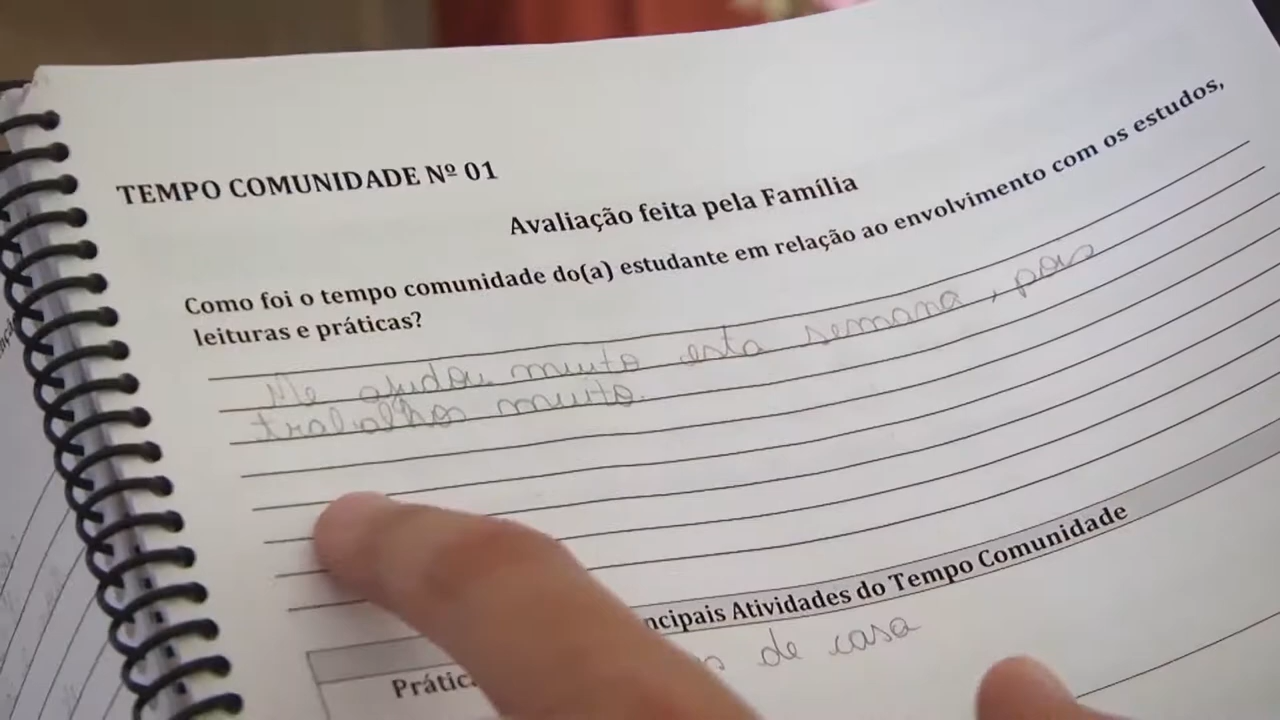 TEMPO COMUNIDADE Nº 01
Avaliação feita pela Família
Como foi o tempo comunidade do(a) estudante em relação ao envolvimento com os estudos,
leituras e práticas?
Me ajudou muito esta semana, pois
trabalhos muito.
ncipais Atividades do Tempo Comunidade
Prátic
de casa